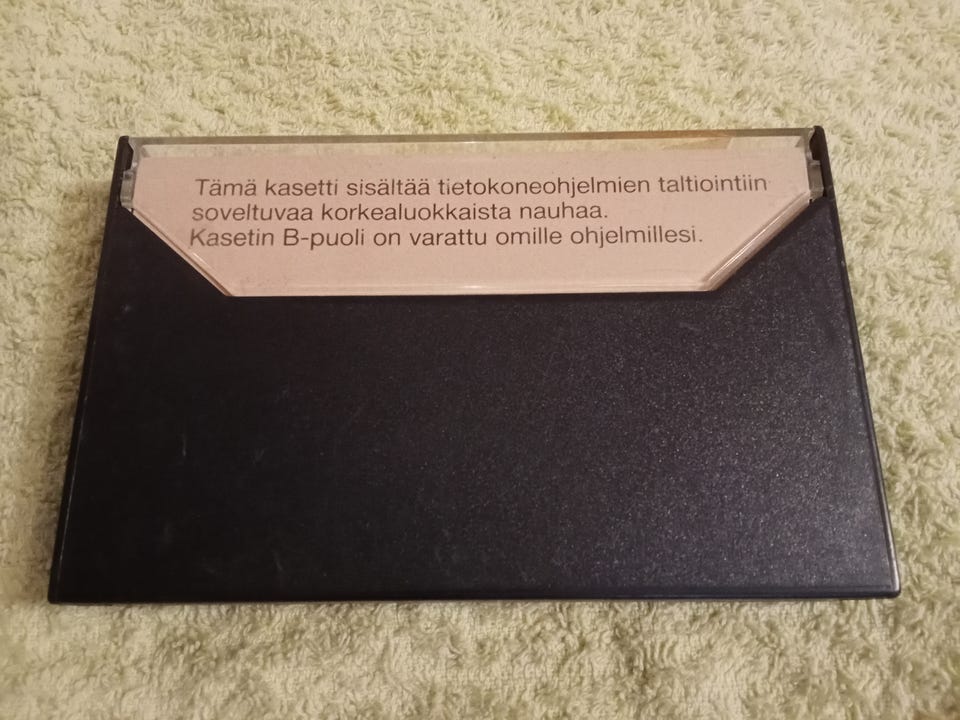 Tämä kasetti sisältää tietokoneohjelmien taltiointiin
soveltuvaa korkealuokkaista nauhaa.
Kasetin B-puoli on varattu omille ohjelmillesi.